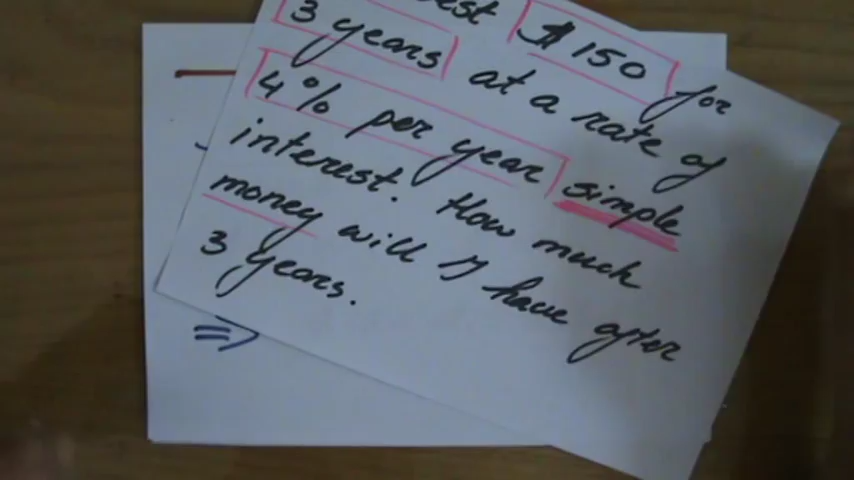 $150 for
3 years at a rate of
4% per year simple
interest. How much
money will I have after
3 years.